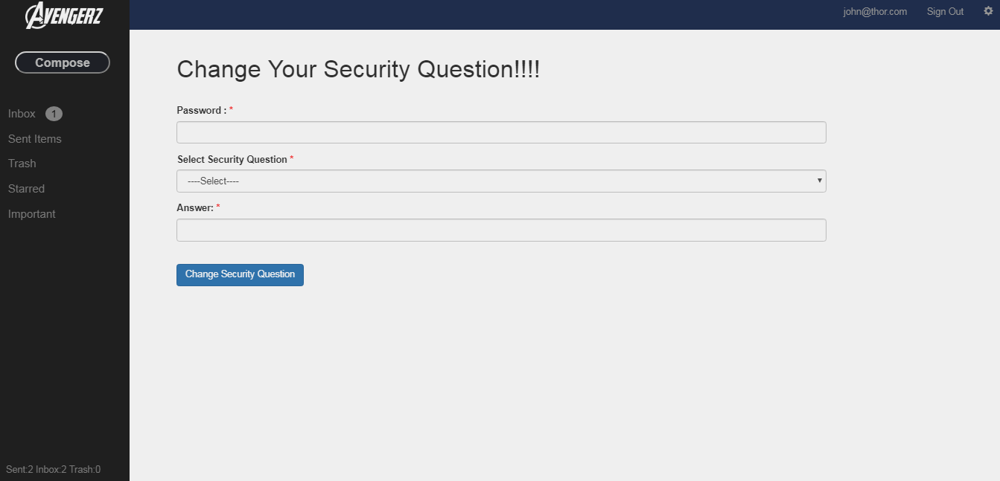 AVENGERZ
john@thor.com Sign Out
Compose
Change Your Security Question!!!!
Inbox 1
Sent Items
Trash
Starred
Important
Password : *
Select Security Question *
----Select----
Answer: *
Change Security Question
Sent:2 Inbox:2 Trash:0